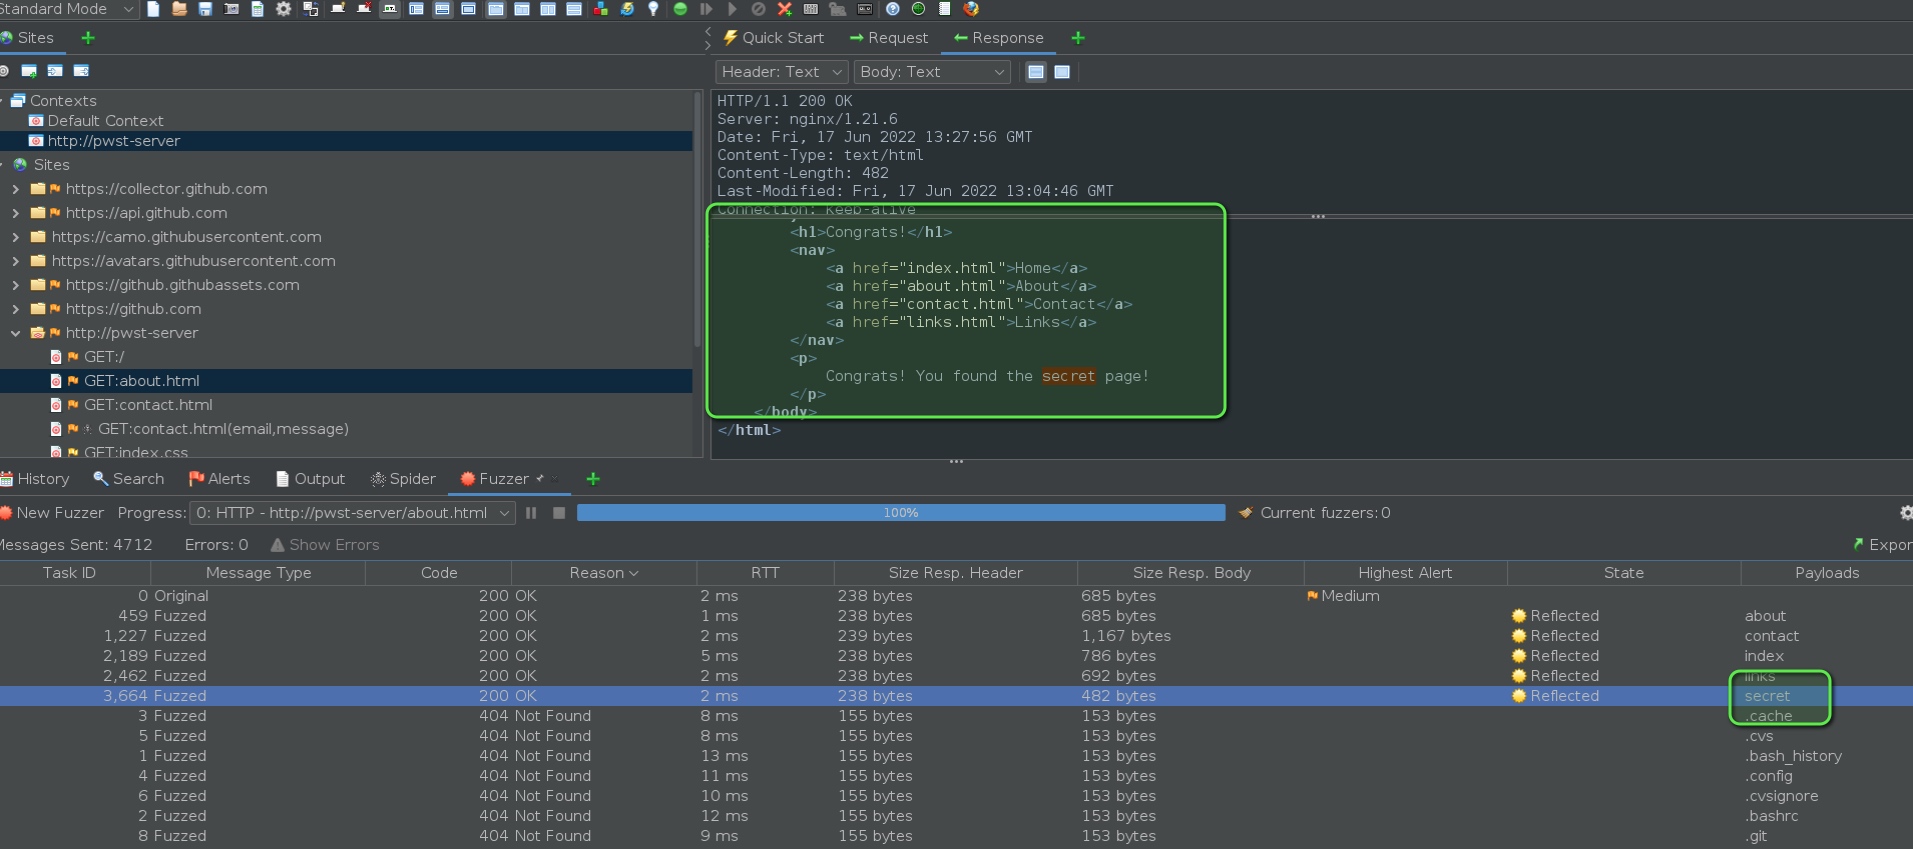 Standard Mode
Sites
Quick Start
Request
Response
Header: Text
Body: Text
Contexts
Default Context
http://pwst-server
Sites
https://collector.github.com
https://api.github.com
https://camo.githubusercontent.com
https://avatars.githubusercontent.com
https://github.githubassets.com
https://github.com
http://pwst-server
GET:/
GET:about.html
GET:contact.html
GET:contact.html(email,message)
GET:index.css
HTTP/1.1 200 OK
Server: nginx/1.21.6
Date: Fri, 17 Jun 2022 13:27:56 GMT
Content-Type: text/html
Content-Length: 482
Last-Modified: Fri, 17 Jun 2022 13:04:46 GMT
Connection: keep-alive
<h1>Congrats!</h1>
<nav>
<a href="index.html">Home</a>
<a href="about.html">About</a>
<a href="contact.html">Contact</a>
<a href="links.html">Links</a>
</nav>
<p>
Congrats! You found the secret page!
</p>
</body>
</html>
History Search Alerts Output Spider Fuzzer
New Fuzzer Progress: 0: HTTP - http://pwst-server/about.html 100% Current fuzzers: 0
Messages Sent: 4712 Errors: 0 Show Errors Expor
Task ID Message Type Code Reason RTT Size Resp. Header Size Resp. Body Highest Alert State Payloads
0 Original 200 OK 2 ms 238 bytes 685 bytes Medium
459 Fuzzed 200 OK 1 ms 238 bytes 685 bytes Reflected about
1,227 Fuzzed 200 OK 2 ms 239 bytes 1,167 bytes Reflected contact
2,189 Fuzzed 200 OK 5 ms 238 bytes 786 bytes Reflected index
2,462 Fuzzed 200 OK 2 ms 238 bytes 692 bytes Reflected links
3,664 Fuzzed 200 OK 2 ms 238 bytes 482 bytes Reflected secret
3 Fuzzed 404 Not Found 8 ms 155 bytes 153 bytes .cache
5 Fuzzed 404 Not Found 8 ms 155 bytes 153 bytes .cvs
1 Fuzzed 404 Not Found 13 ms 155 bytes 153 bytes .bash_history
4 Fuzzed 404 Not Found 11 ms 155 bytes 153 bytes .config
6 Fuzzed 404 Not Found 10 ms 155 bytes 153 bytes .cvsignore
2 Fuzzed 404 Not Found 12 ms 155 bytes 153 bytes .bashrc
8 Fuzzed 404 Not Found 9 ms 155 bytes 153 bytes .git